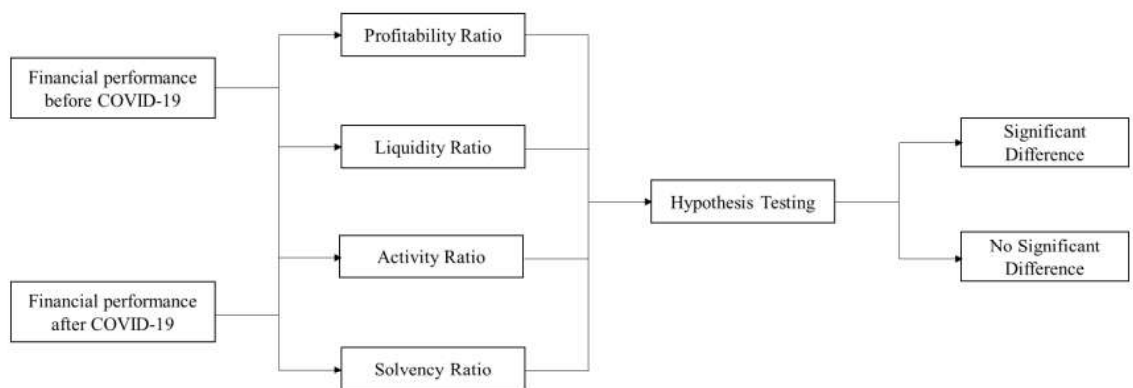 Financial performance
before COVID-19
Financial performance
after COVID-19
Profitability Ratio
Liquidity Ratio
Activity Ratio
Solvency Ratio
Hypothesis Testing
Significant
Difference
No Significant
Difference